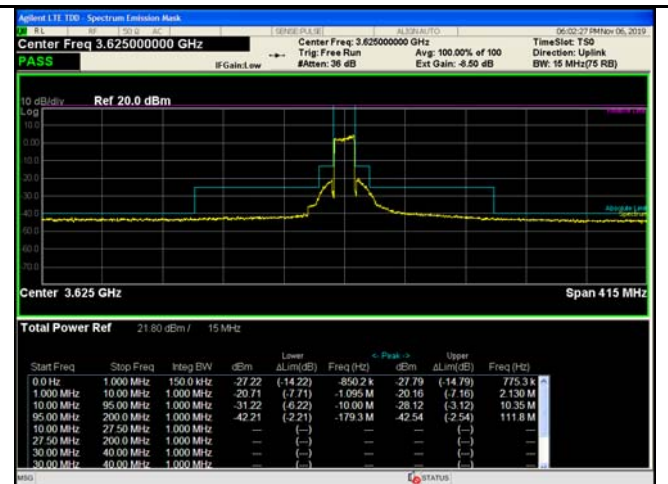 Agilent LTE TDD - Spectrum Emission Mask
RL RF 50 Ω AC SENSE:PULSE ALIGNAUTO 06:02:27 PM Nov 06, 2019
Center Freq 3.625000000 GHz Center Freq: 3.625000000 GHz TimeSlot: TS0
Trig: Free Run Avg: 100.00% of 100 Direction: Uplink
PASS IFGain:Low #Atten: 36 dB Ext Gain: -8.50 dB BW: 15 MHz(75 RB)
10 dB/div Ref 20.0 dBm
Log
Relative Limit
10.0
0.00
10.0
20.0
30.0
40.0
Absolute Limit
Spectrum
50.0
60.0
70.0
Center 3.625 GHz Span 415 MHz
Total Power Ref 21.80 dBm / 15 MHz
Lower <- Peak -> Upper
Start Freq Stop Freq Integ BW dBm ΔLim(dB) Freq (Hz) dBm ΔLim(dB) Freq (Hz)
0.0 Hz 1.000 MHz 150.0 kHz -27.22 (-14.22) -850.2 k -27.79 (-14.79) 775.3 k
1.000 MHz 10.00 MHz 1.000 MHz -20.71 (-7.71) -1.095 M -20.16 (-7.16) 2.130 M
10.00 MHz 95.00 MHz 1.000 MHz -31.22 (-6.22) -10.00 M -28.12 (-3.12) 10.35 M
95.00 MHz 200.0 MHz 1.000 MHz -42.21 (-2.21) -179.3 M -42.54 (-2.54) 111.8 M
10.00 MHz 27.50 MHz 1.000 MHz --- (---) --- (---)
27.50 MHz 200.0 MHz 1.000 MHz --- (---) --- (---)
30.00 MHz 40.00 MHz 1.000 MHz --- (---) --- (---)
30.00 MHz 40.00 MHz 1.000 MHz --- (---) --- (---)
MSG STATUS